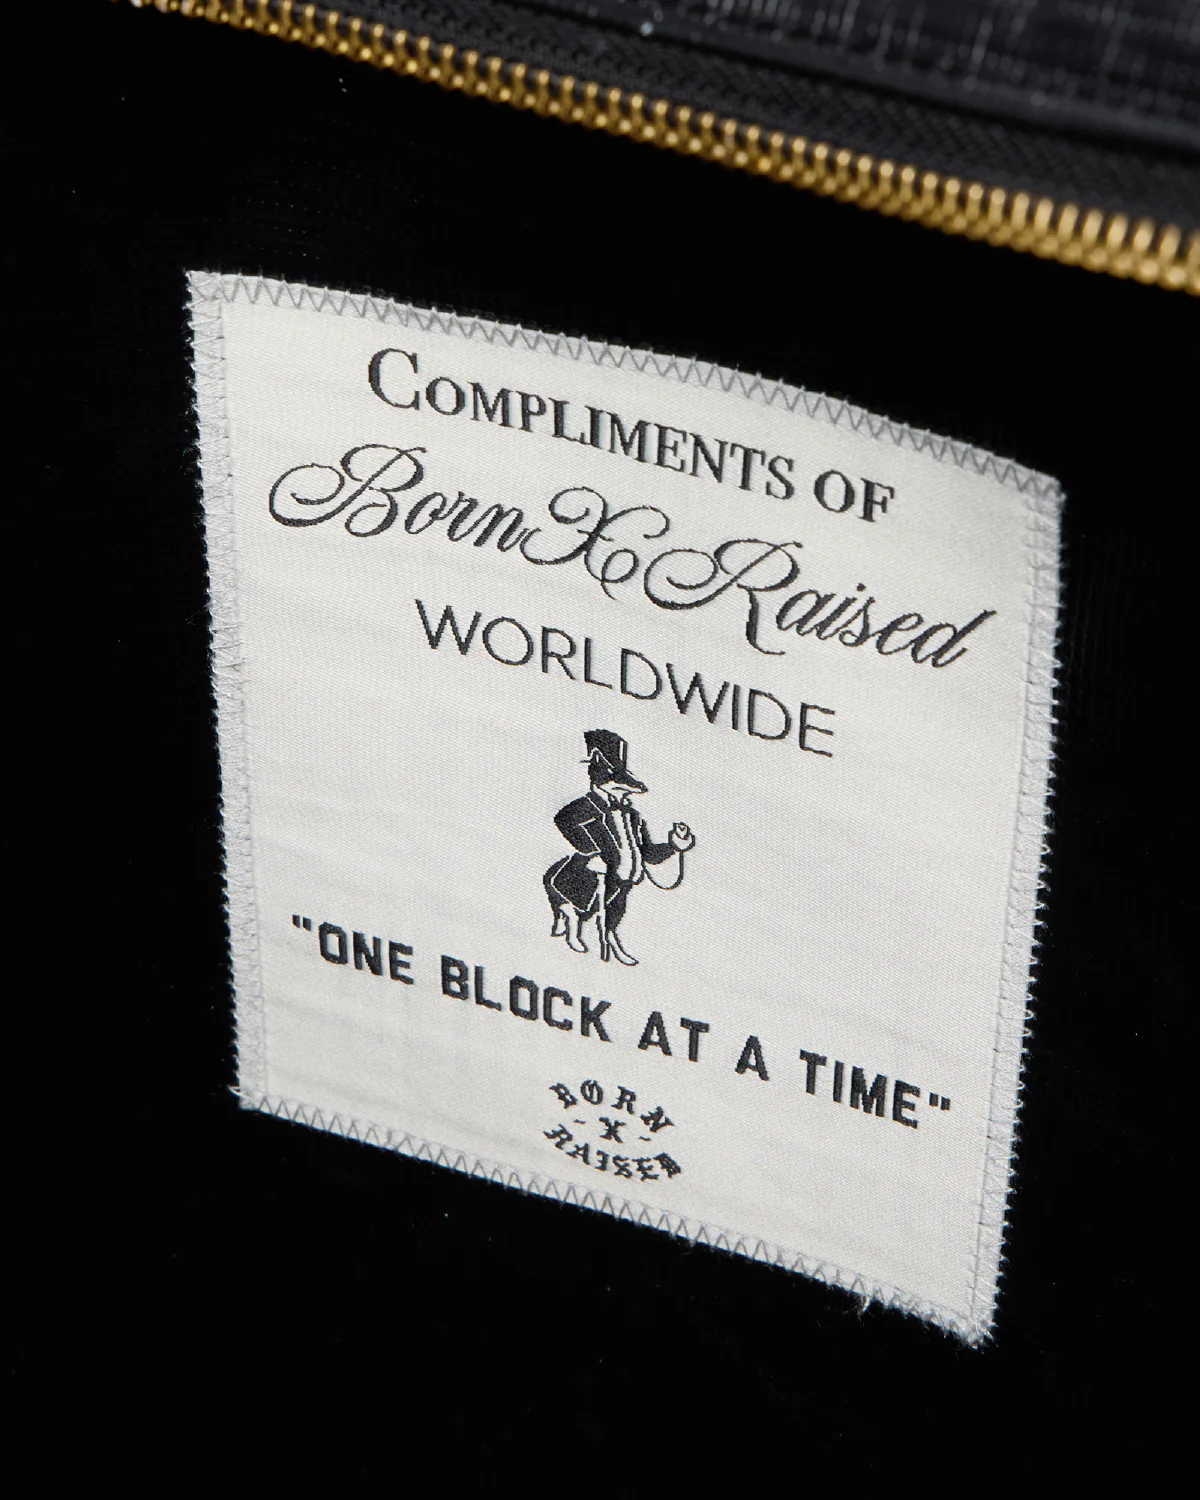 COMPLIMENTS OF
Born X Raised
WORLDWIDE
"ONE BLOCK AT A TIME"
BORN
- X -
RAISED